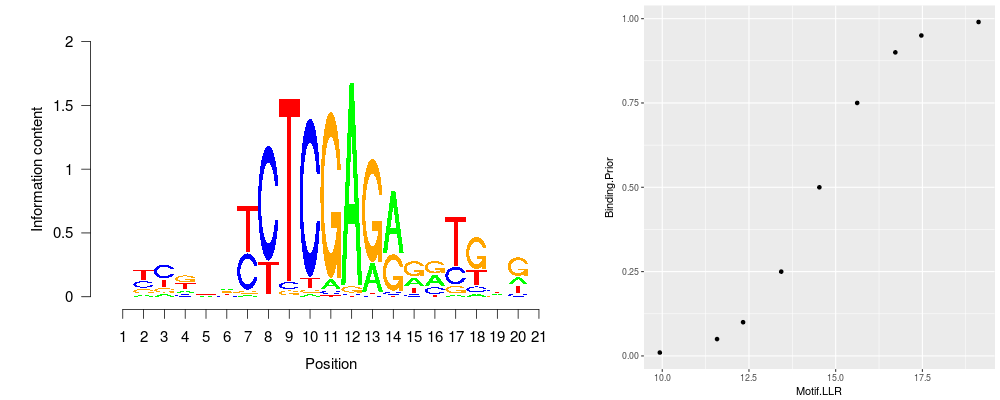 Information content
2
1.5
1
0.5
0
1 2 3 4 5 6 7 8 9 10 11 12 13 14 15 16 17 18 19 20 21
Position
T C T C T C G A G A T G
C T C T A G A G G G C T G
Binding.Prior
1.00
0.75
0.50
0.25
0.00
10.0 12.5 15.0 17.5
Motif.LLR